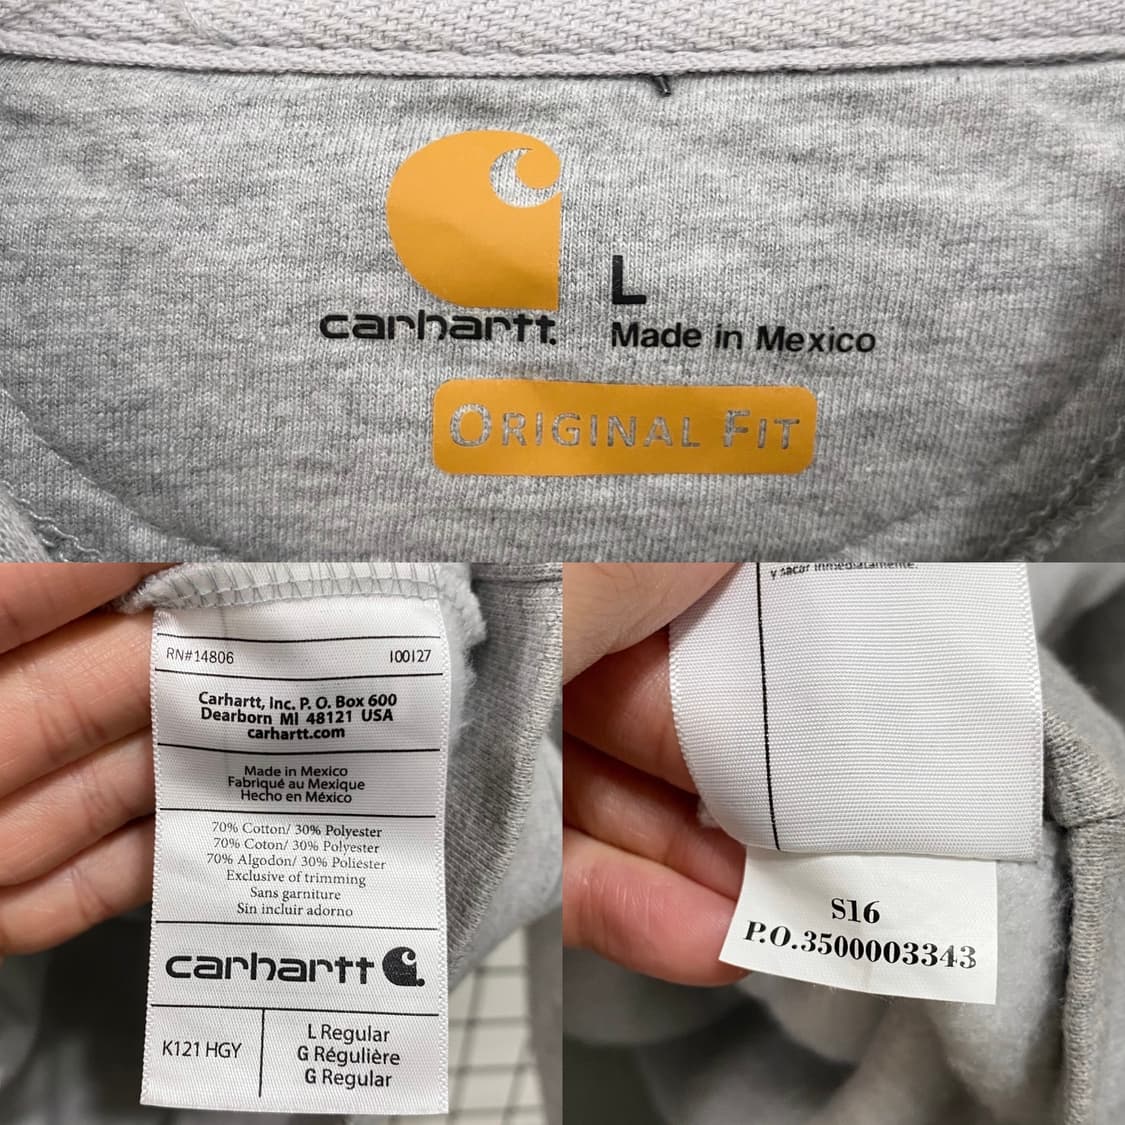 carhartt.
L
Made in Mexico
ORIGINAL FIT
RN#14806 100127
Carhartt, Inc. P. O. Box 600
Dearborn MI 48121 USA
carhartt.com
Made in Mexico
Fabriqué au Mexique
Hecho en México
70% Cotton/ 30% Polyester
70% Coton/ 30% Polyester
70% Algodon/ 30% Poliester
Exclusive of trimming
Sans garniture
Sin incluir adorno
carhartt
K121 HGY
L Regular
G Régulière
G Regular
y sacar inmediatamente.
S16
P.O.3500003343